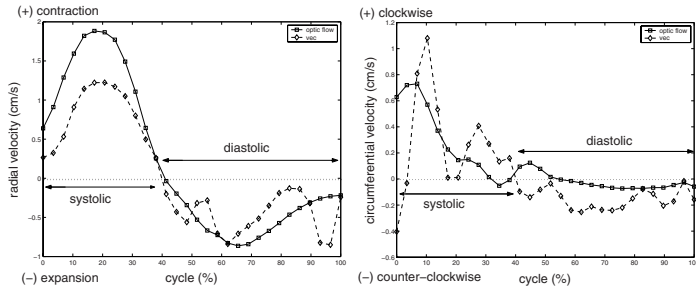 (+) contraction
2
1.5
1
0.5
0
−0.5
−1
radial velocity (cm/s)
optic flow
vec
diastolic
systolic
0 10 20 30 40 50 60 70 80 90 100
(−) expansion
cycle (%)
(+) clockwise
1.2
1
0.8
0.6
0.4
0.2
0
−0.2
−0.4
−0.6
circumferential velocity (cm/s)
optic flow
vec
diastolic
systolic
0 10 20 30 40 50 60 70 80 90 100
(−) counter−clockwise
cycle (%)